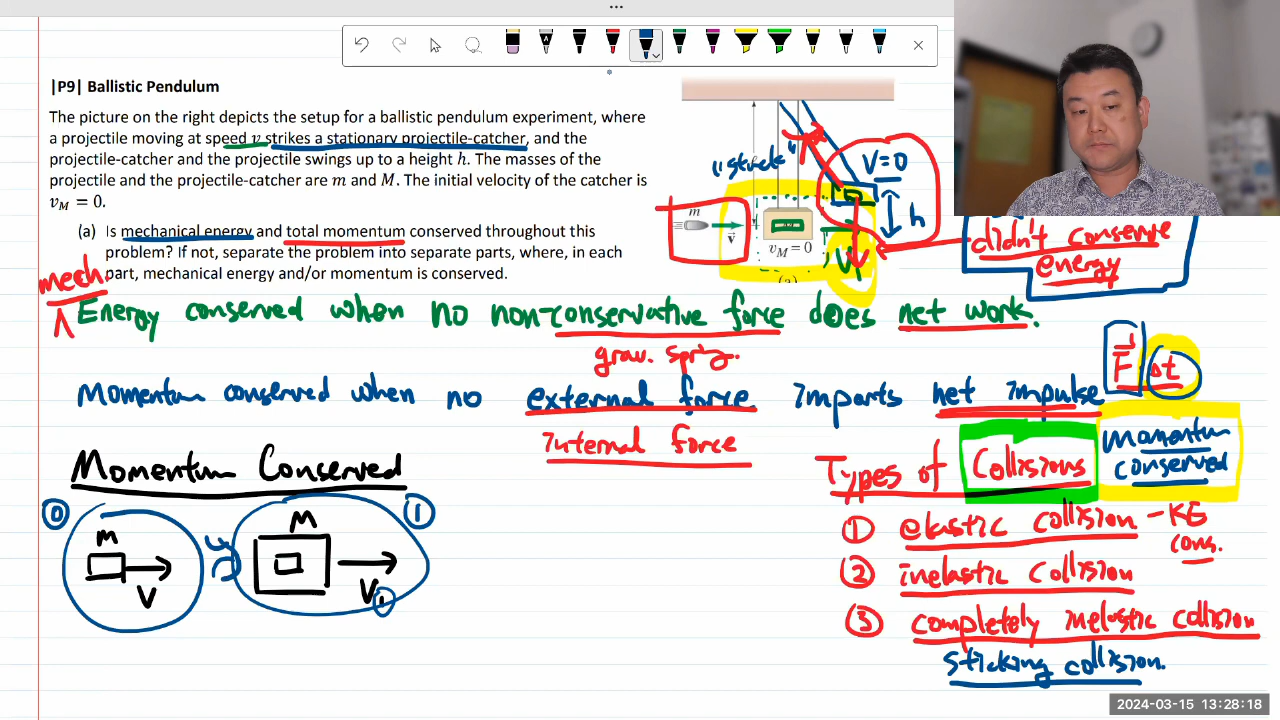 |P9| Ballistic Pendulum
The picture on the right depicts the setup for a ballistic pendulum experiment, where
a projectile moving at speed v strikes a stationary projectile-catcher, and the
projectile-catcher and the projectile swings up to a height h. The masses of the
projectile and the projectile-catcher are m and M. The initial velocity of the catcher is
v_M = 0.
(a) Is mechanical energy and total momentum conserved throughout this
problem? If not, separate the problem into separate parts, where, in each
part, mechanical energy and/or momentum is conserved.
"stuck"
V=0
h
m
v
v_M = 0
V₁
(a)
didn't conserve
energy
mech.
Energy conserved when no non-conservative force does net work.
grav. spring.
F Δt
Momentum conserved when no external force imparts net impulse
internal force
Momentum Conserved
Types of Collisions
momentum
conserved
① elastic collision - KE
cons.
② inelastic collision
③ completely inelastic collision
sticking collision.
0
m
V
M
1
V₁
2024-03-15 13:28:18